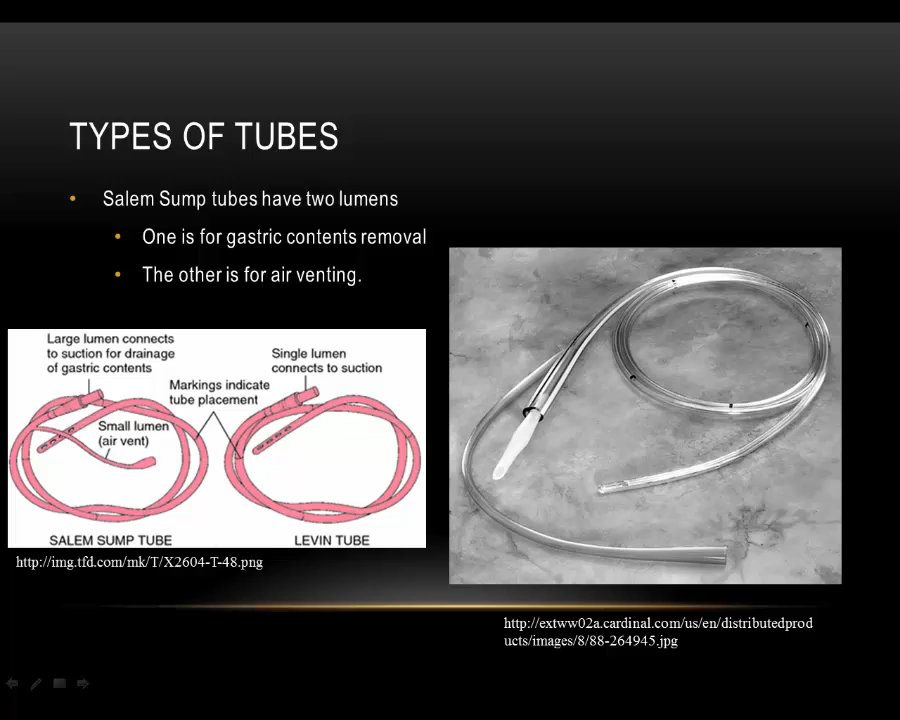 TYPES OF TUBES
• Salem Sump tubes have two lumens
• One is for gastric contents removal
• The other is for air venting.
Large lumen connects
to suction for drainage
of gastric contents
Single lumen
connects to suction
Markings indicate
tube placement
Small lumen
(air vent)
SALEM SUMP TUBE
LEVIN TUBE
http://img.tfd.com/mk/T/X2604-T-48.png
http://extww02a.cardinal.com/us/en/distributedprod
ucts/images/8/88-264945.jpg